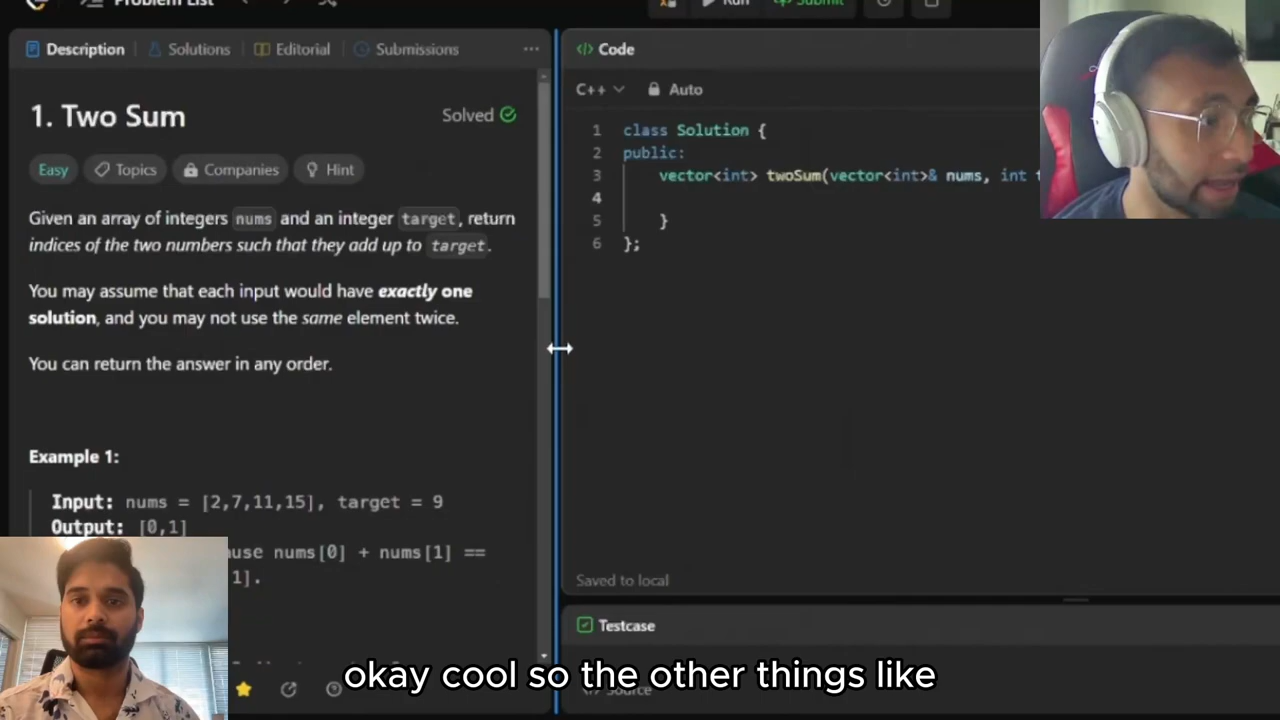 Problem List
Run
Submit
Description
Solutions
Editorial
Submissions
...
1. Two Sum
Solved
Easy
Topics
Companies
Hint
Given an array of integers nums and an integer target, return
indices of the two numbers such that they add up to target.
You may assume that each input would have exactly one
solution, and you may not use the same element twice.
You can return the answer in any order.
Example 1:
Input: nums = [2,7,11,15], target = 9
Output: [0,1]
nums[0] + nums[1] ==
1].
</> Code
C++
Auto
1 class Solution {
2 public:
3 vector<int> twoSum(vector<int>& nums, int
4
5 }
6 };
Saved to local
Testcase
</> Source
okay cool so the other things like